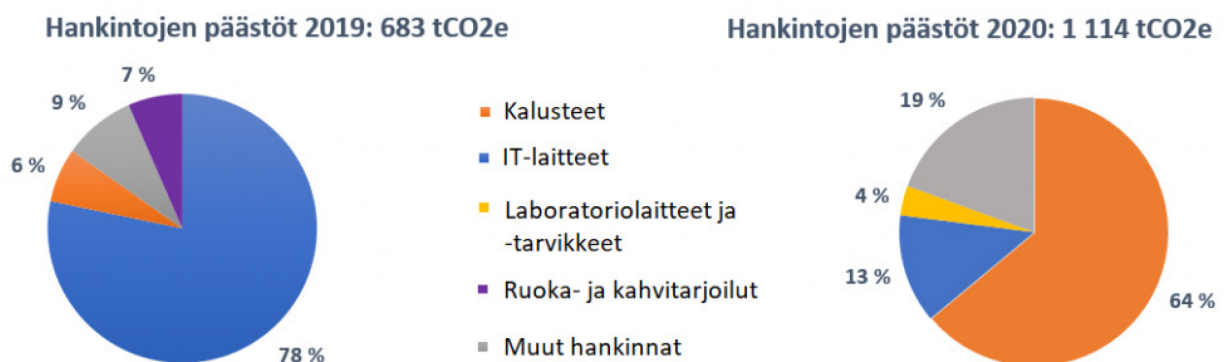 Hankintojen päästöt 2019: 683 tCO2e
7 %
9 %
6 %
78 %
Kalusteet
IT-laitteet
Laboratoriolaitteet ja
-tarvikkeet
Ruoka- ja kahvitarjoilut
Muut hankinnat
Hankintojen päästöt 2020: 1 114 tCO2e
19 %
4 %
13 %
64 %